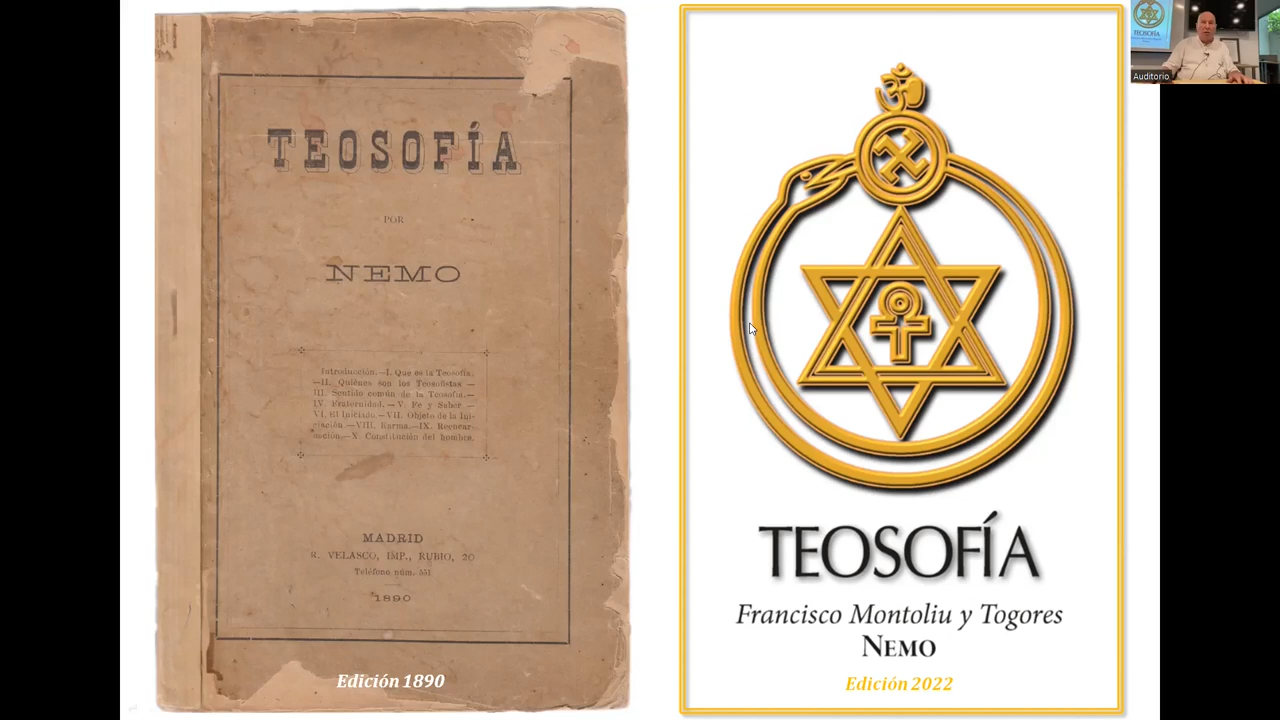 TEOSOFÍA
POR
NEMO
Introducción.—I. Que es la Teosofía.
—II. Quiénes son los Teosofistas —
III. Sentido común de la Teosofía.—
IV. Fraternidad.—V. Fe y Saber —
VI. El Iniciado.—VII. Objeto de la Ini-
ciación.—VIII. Karma.—IX. Reencar-
nación.—X. Constitución del hombre.
MADRID
R. VELASCO, IMP., RUBIO, 20
Teléfono núm. 551
1890
Edición 1890
ॐ
TEOSOFÍA
Francisco Montoliu y Togores
NEMO
Edición 2022
TEOSOFÍA
Auditorio